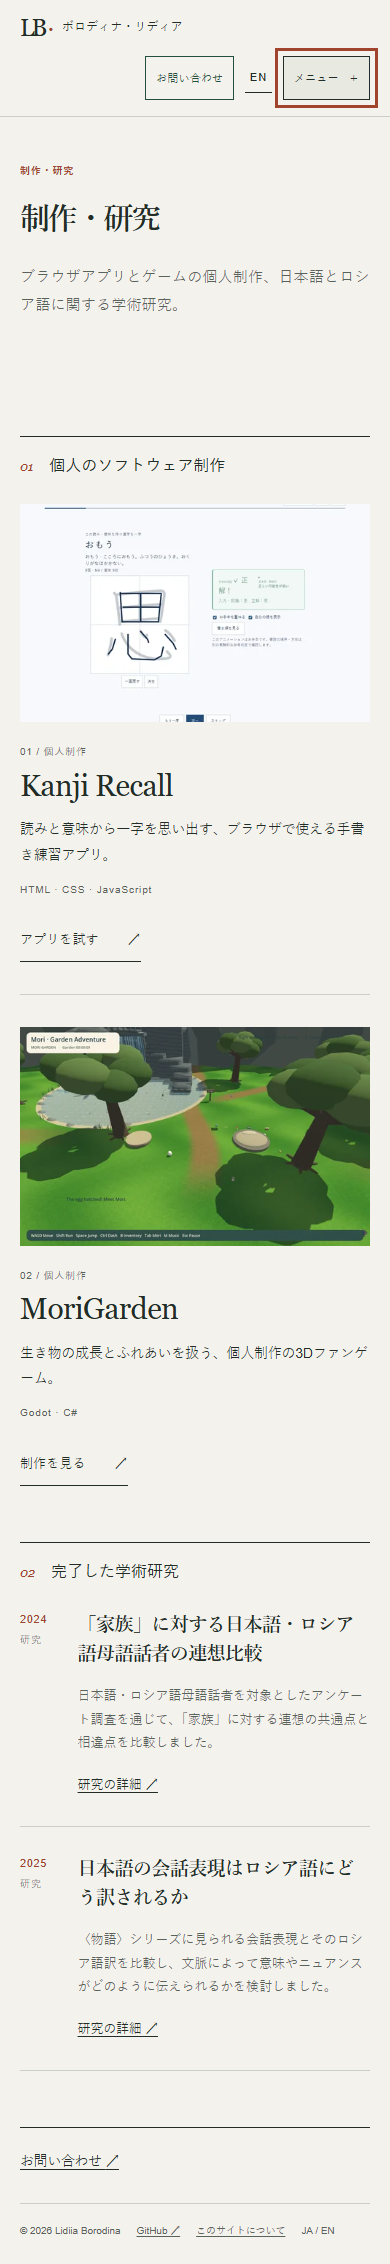 LB· ボロディナ・リディア
お問い合わせ
EN
メニュー +
制作・研究
制作・研究
ブラウザアプリとゲームの個人制作、日本語とロシ
ア語に関する学術研究。
01 個人のソフトウェア制作
おもう
01 / 個人制作
Kanji Recall
読みと意味から一字を思い出す、ブラウザで使える手書
き練習アプリ。
HTML · CSS · JavaScript
アプリを試す ↗
Mori · Garden Adventure
02 / 個人制作
MoriGarden
生き物の成長とふれあいを扱う、個人制作の3Dファンゲ
ーム。
Godot · C#
制作を見る ↗
02 完了した学術研究
2024
研究
「家族」に対する日本語・ロシア
語母語話者の連想比較
日本語・ロシア語母語話者を対象としたアンケー
ト調査を通じて、「家族」に対する連想の共通点と
相違点を比較しました。
研究の詳細 ↗
2025
研究
日本語の会話表現はロシア語にど
う訳されるか
〈物語〉シリーズに見られる会話表現とそのロシ
ア語訳を比較し、文脈によって意味やニュアンス
がどのように伝えられるかを検討しました。
研究の詳細 ↗
お問い合わせ ↗
© 2026 Lidiia Borodina GitHub ↗ このサイトについて JA / EN